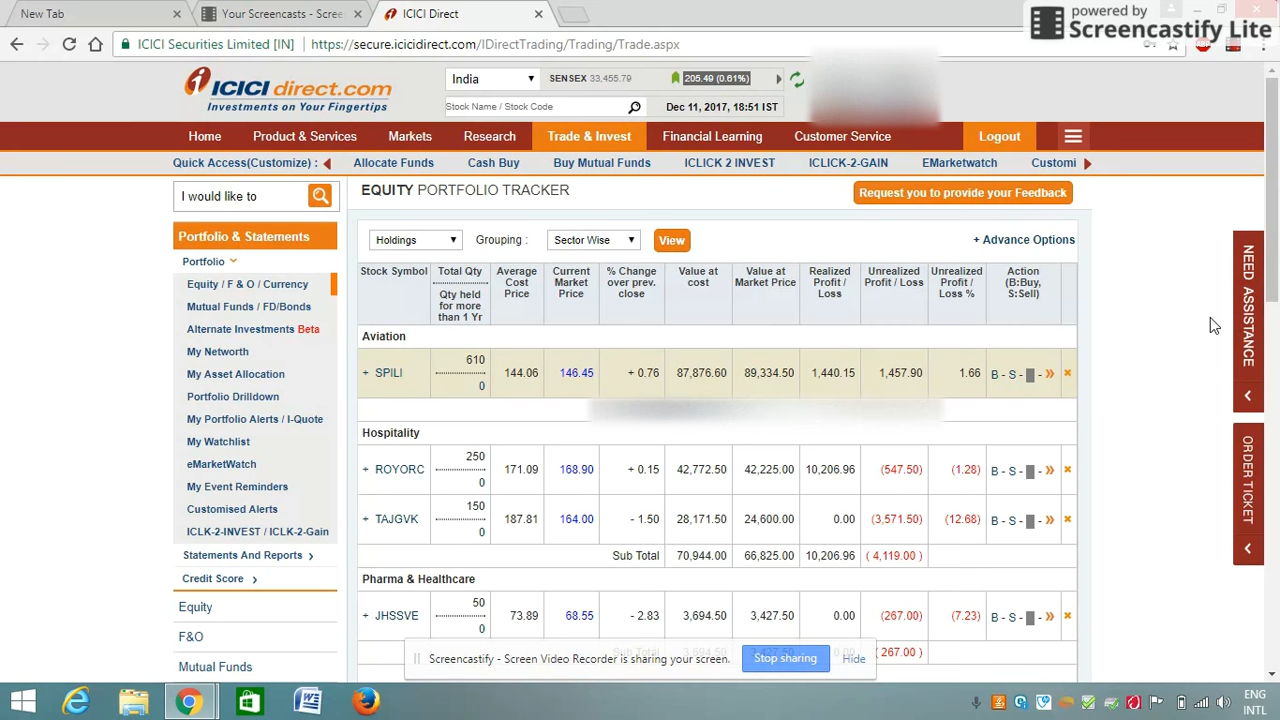 New Tab
Your Screencasts - Scree
ICICI Direct
powered by
Screencastify Lite
ICICI Securities Limited [IN]
https://secure.icicidirect.com/IDirectTrading/Trading/Trade.aspx
ICICI direct.com
Investments on Your Fingertips
India
SENSEX 33,455.79
205.49 (0.61%)
Stock Name / Stock Code
Dec 11, 2017, 18:51 IST
Home
Product & Services
Markets
Research
Trade & Invest
Financial Learning
Customer Service
Logout
Quick Access(Customize) :
Allocate Funds
Cash Buy
Buy Mutual Funds
ICLICK 2 INVEST
ICLICK-2-GAIN
EMarketwatch
Customi
I would like to
Portfolio & Statements
Portfolio
Equity / F & O / Currency
Mutual Funds / FD/Bonds
Alternate Investments Beta
My Networth
My Asset Allocation
Portfolio Drilldown
My Portfolio Alerts / I-Quote
My Watchlist
eMarketWatch
My Event Reminders
Customised Alerts
ICLK-2-INVEST / ICLK-2-Gain
Statements And Reports
Credit Score
Equity
F&O
Mutual Funds
EQUITY PORTFOLIO TRACKER
Request you to provide your Feedback
Holdings
Grouping :
Sector Wise
View
+ Advance Options
Stock Symbol
Total Qty
Qty held for more than 1 Yr
Average Cost Price
Current Market Price
% Change over prev. close
Value at cost
Value at Market Price
Realized Profit / Loss
Unrealized Profit / Loss
Unrealized Profit / Loss %
Action (B:Buy, S:Sell)
Aviation
+ SPILI 610 0 144.06 146.45 + 0.76 87,876.60 89,334.50 1,440.15 1,457.90 1.66 B - S - -
Hospitality
+ ROYORC 250 0 171.09 168.90 + 0.15 42,772.50 42,225.00 10,206.96 (547.50) (1.28) B - S - -
+ TAJGVK 150 0 187.81 164.00 - 1.50 28,171.50 24,600.00 0.00 (3,571.50) (12.68) B - S - -
Sub Total 70,944.00 66,825.00 10,206.96 ( 4,119.00 )
Pharma & Healthcare
+ JHSSVE 50 0 73.89 68.55 - 2.83 3,694.50 3,427.50 0.00 (267.00) (7.23) B - S - -
Sub Total 3,694.50 3,427.50 0.00 ( 267.00 )
Screencastify - Screen Video Recorder is sharing your screen.
Stop sharing
Hide
NEED ASSISTANCE
ORDER TICKET
ENG
INTL